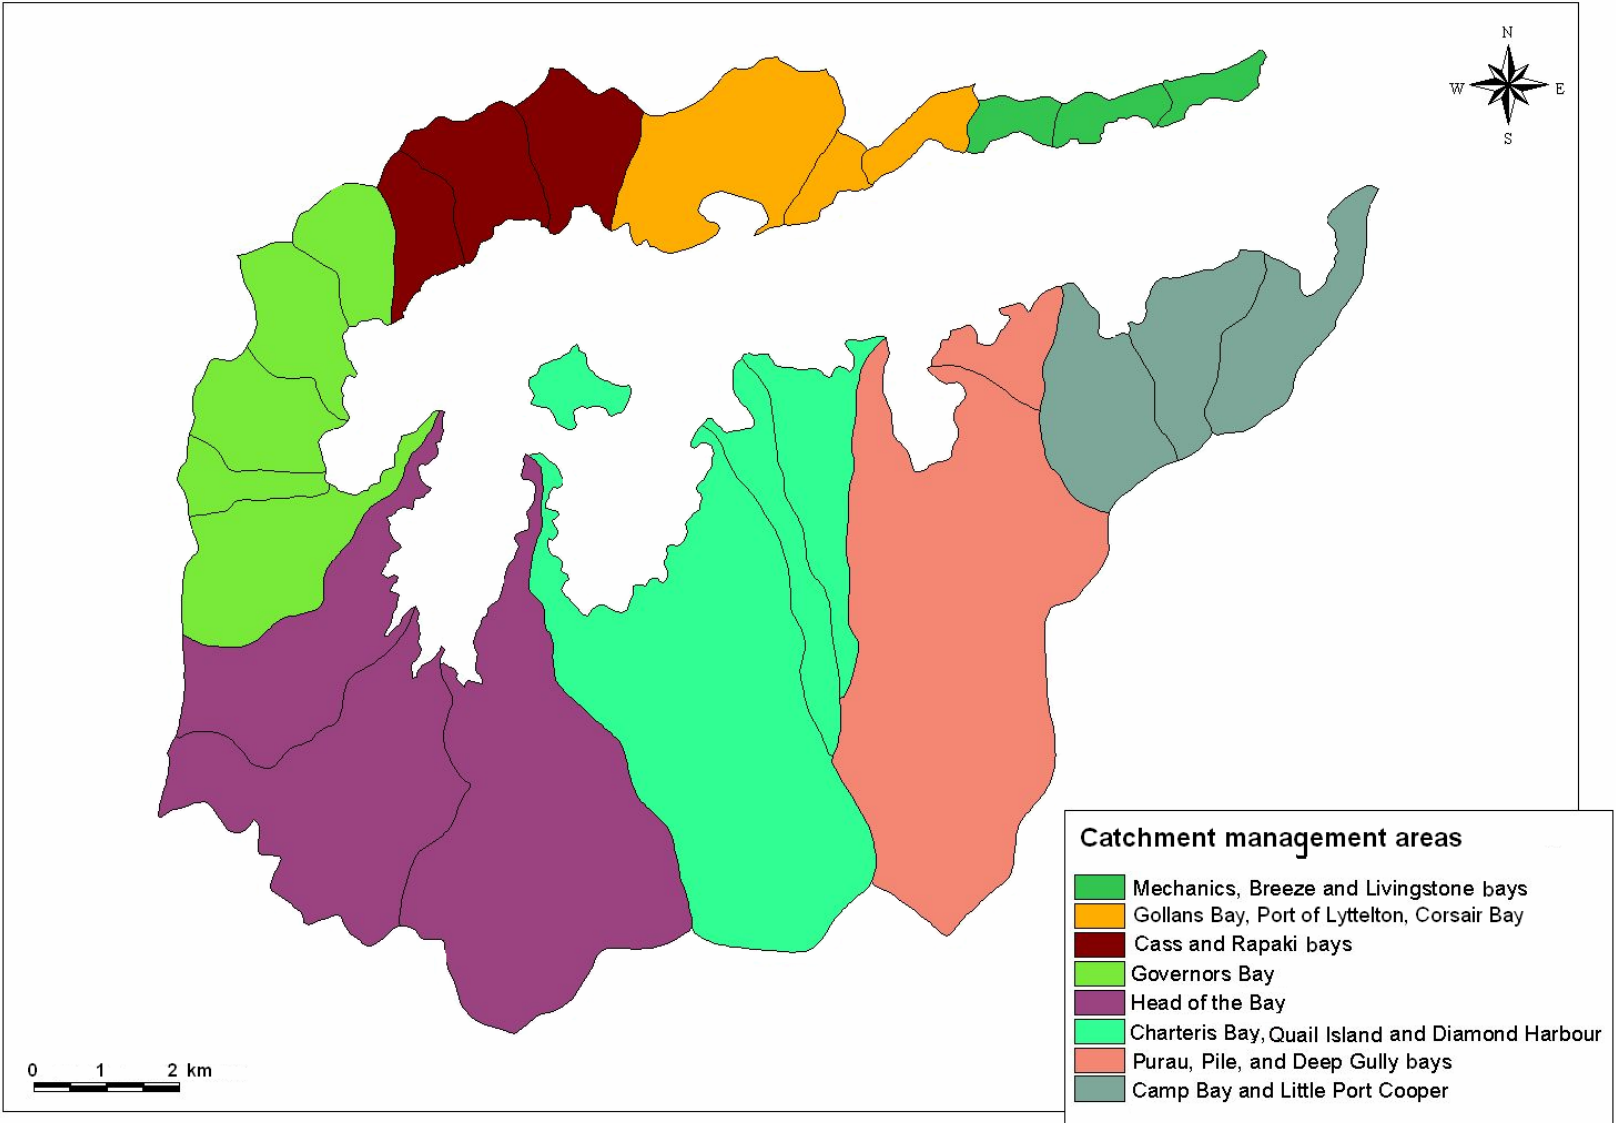 N
W E
S
Catchment management areas
Mechanics, Breeze and Livingstone bays
Gollans Bay, Port of Lyttelton, Corsair Bay
Cass and Rapaki bays
Governors Bay
Head of the Bay
Charteris Bay, Quail Island and Diamond Harbour
Purau, Pile, and Deep Gully bays
Camp Bay and Little Port Cooper
0 1 2 km